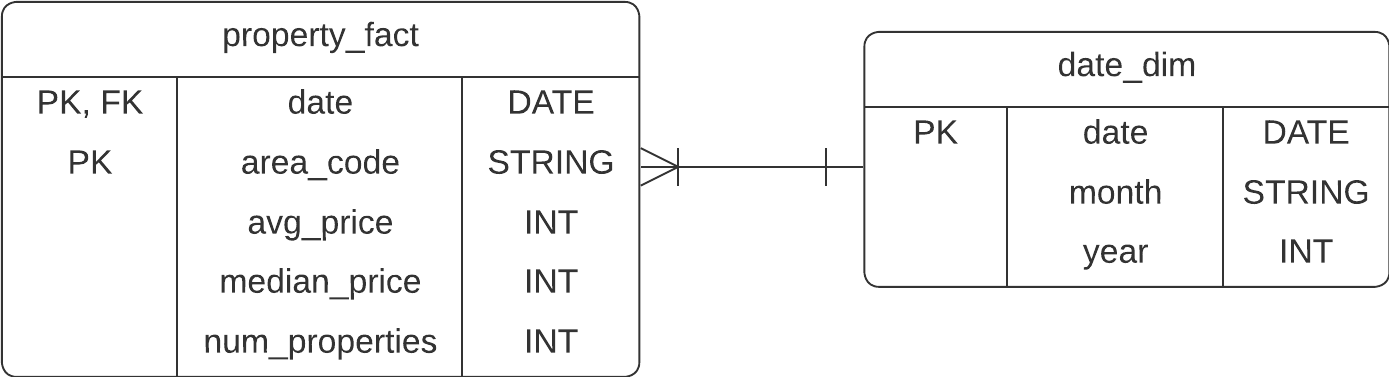 property_fact
PK, FK date DATE
PK area_code STRING
avg_price INT
median_price INT
num_properties INT
date_dim
PK date DATE
month STRING
year INT